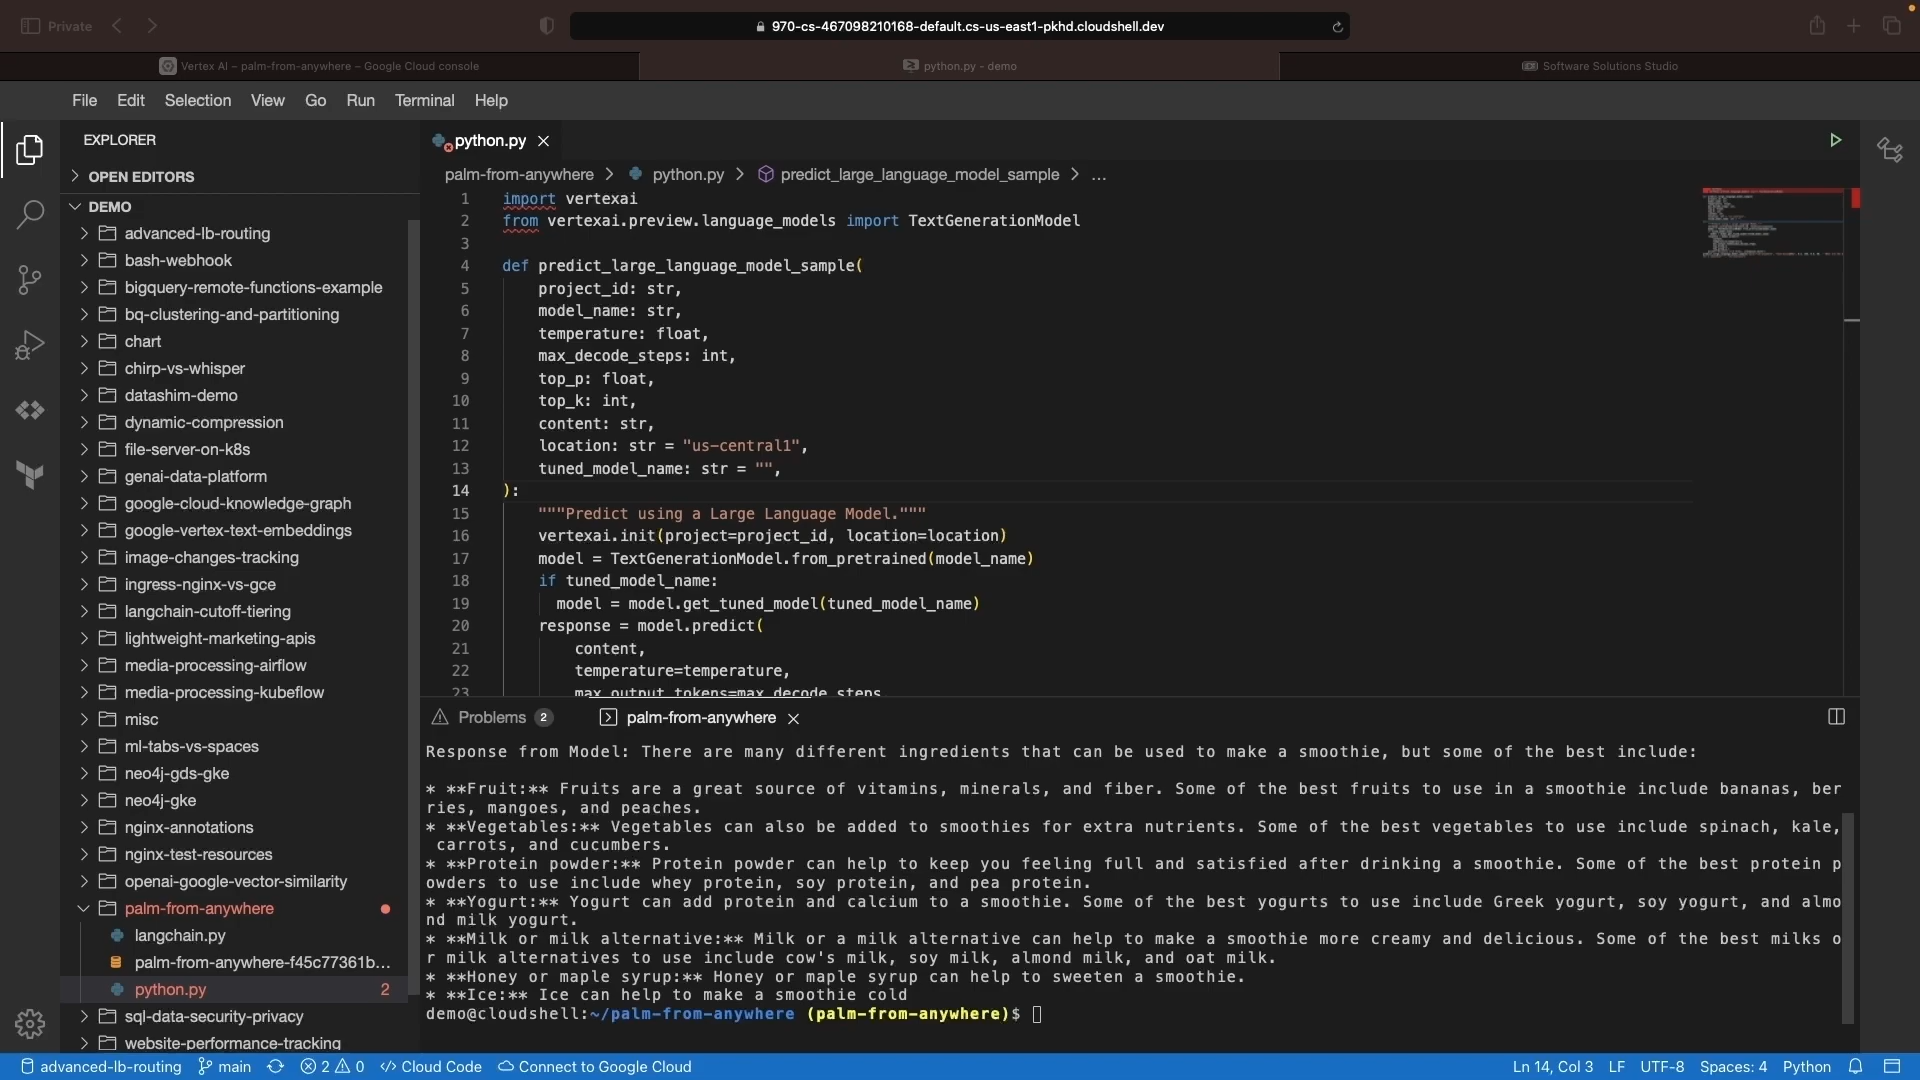 Private
970-cs-467098210168-default.cs-us-east1-pkhd.cloudshell.dev
Vertex AI – palm-from-anywhere – Google Cloud console
python.py - demo
Software Solutions Studio
File Edit Selection View Go Run Terminal Help
EXPLORER
OPEN EDITORS
DEMO
advanced-lb-routing
bash-webhook
bigquery-remote-functions-example
bq-clustering-and-partitioning
chart
chirp-vs-whisper
datashim-demo
dynamic-compression
file-server-on-k8s
genai-data-platform
google-cloud-knowledge-graph
google-vertex-text-embeddings
image-changes-tracking
ingress-nginx-vs-gce
langchain-cutoff-tiering
lightweight-marketing-apis
media-processing-airflow
media-processing-kubeflow
misc
ml-tabs-vs-spaces
neo4j-gds-gke
neo4j-gke
nginx-annotations
nginx-test-resources
openai-google-vector-similarity
palm-from-anywhere
langchain.py
palm-from-anywhere-f45c77361b...
python.py 2
sql-data-security-privacy
website-performance-tracking
python.py
palm-from-anywhere > python.py > predict_large_language_model_sample > ...
1 import vertexai
2 from vertexai.preview.language_models import TextGenerationModel
3
4 def predict_large_language_model_sample(
5 project_id: str,
6 model_name: str,
7 temperature: float,
8 max_decode_steps: int,
9 top_p: float,
10 top_k: int,
11 content: str,
12 location: str = "us-central1",
13 tuned_model_name: str = "",
14 ):
15 """Predict using a Large Language Model."""
16 vertexai.init(project=project_id, location=location)
17 model = TextGenerationModel.from_pretrained(model_name)
18 if tuned_model_name:
19 model = model.get_tuned_model(tuned_model_name)
20 response = model.predict(
21 content,
22 temperature=temperature,
23 max_output_tokens=max_decode_steps,
Problems 2 palm-from-anywhere
Response from Model: There are many different ingredients that can be used to make a smoothie, but some of the best include:
* **Fruit:** Fruits are a great source of vitamins, minerals, and fiber. Some of the best fruits to use in a smoothie include bananas, ber
ries, mangoes, and peaches.
* **Vegetables:** Vegetables can also be added to smoothies for extra nutrients. Some of the best vegetables to use include spinach, kale,
carrots, and cucumbers.
* **Protein powder:** Protein powder can help to keep you feeling full and satisfied after drinking a smoothie. Some of the best protein p
owders to use include whey protein, soy protein, and pea protein.
* **Yogurt:** Yogurt can add protein and calcium to a smoothie. Some of the best yogurts to use include Greek yogurt, soy yogurt, and almo
nd milk yogurt.
* **Milk or milk alternative:** Milk or a milk alternative can help to make a smoothie more creamy and delicious. Some of the best milks o
r milk alternatives to use include cow's milk, soy milk, almond milk, and oat milk.
* **Honey or maple syrup:** Honey or maple syrup can help to sweeten a smoothie.
* **Ice:** Ice can help to make a smoothie cold
demo@cloudshell:~/palm-from-anywhere (palm-from-anywhere)$
advanced-lb-routing main 2 0 Cloud Code Connect to Google Cloud Ln 14, Col 3 LF UTF-8 Spaces: 4 Python